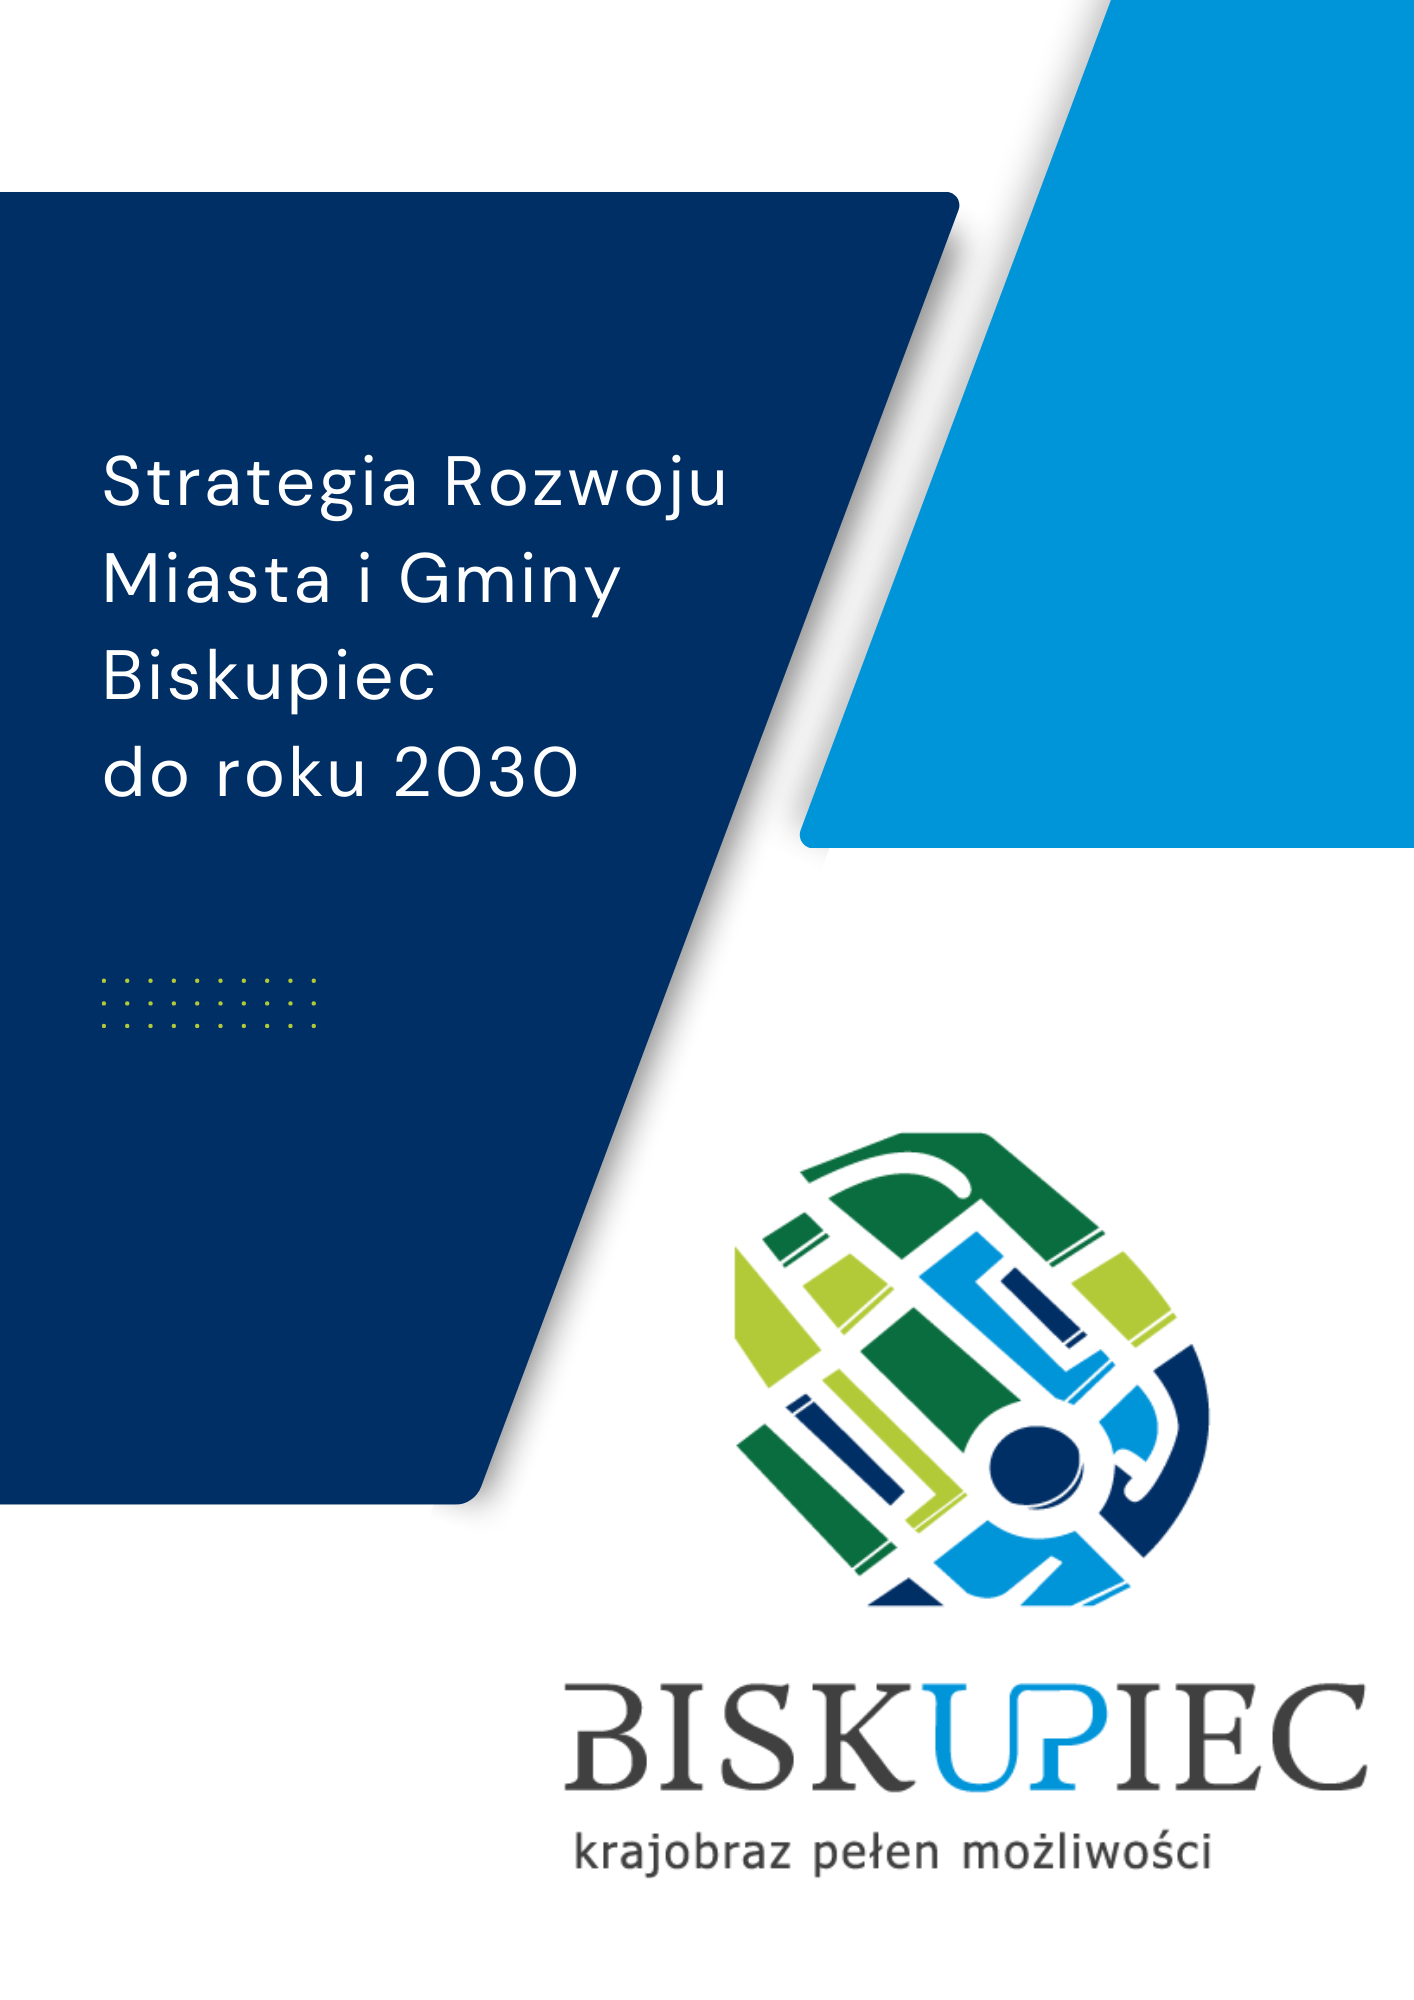 Strategia Rozwoju
Miasta i Gminy
Biskupiec
do roku 2030
BISKUPIEC
krajobraz pełen możliwości